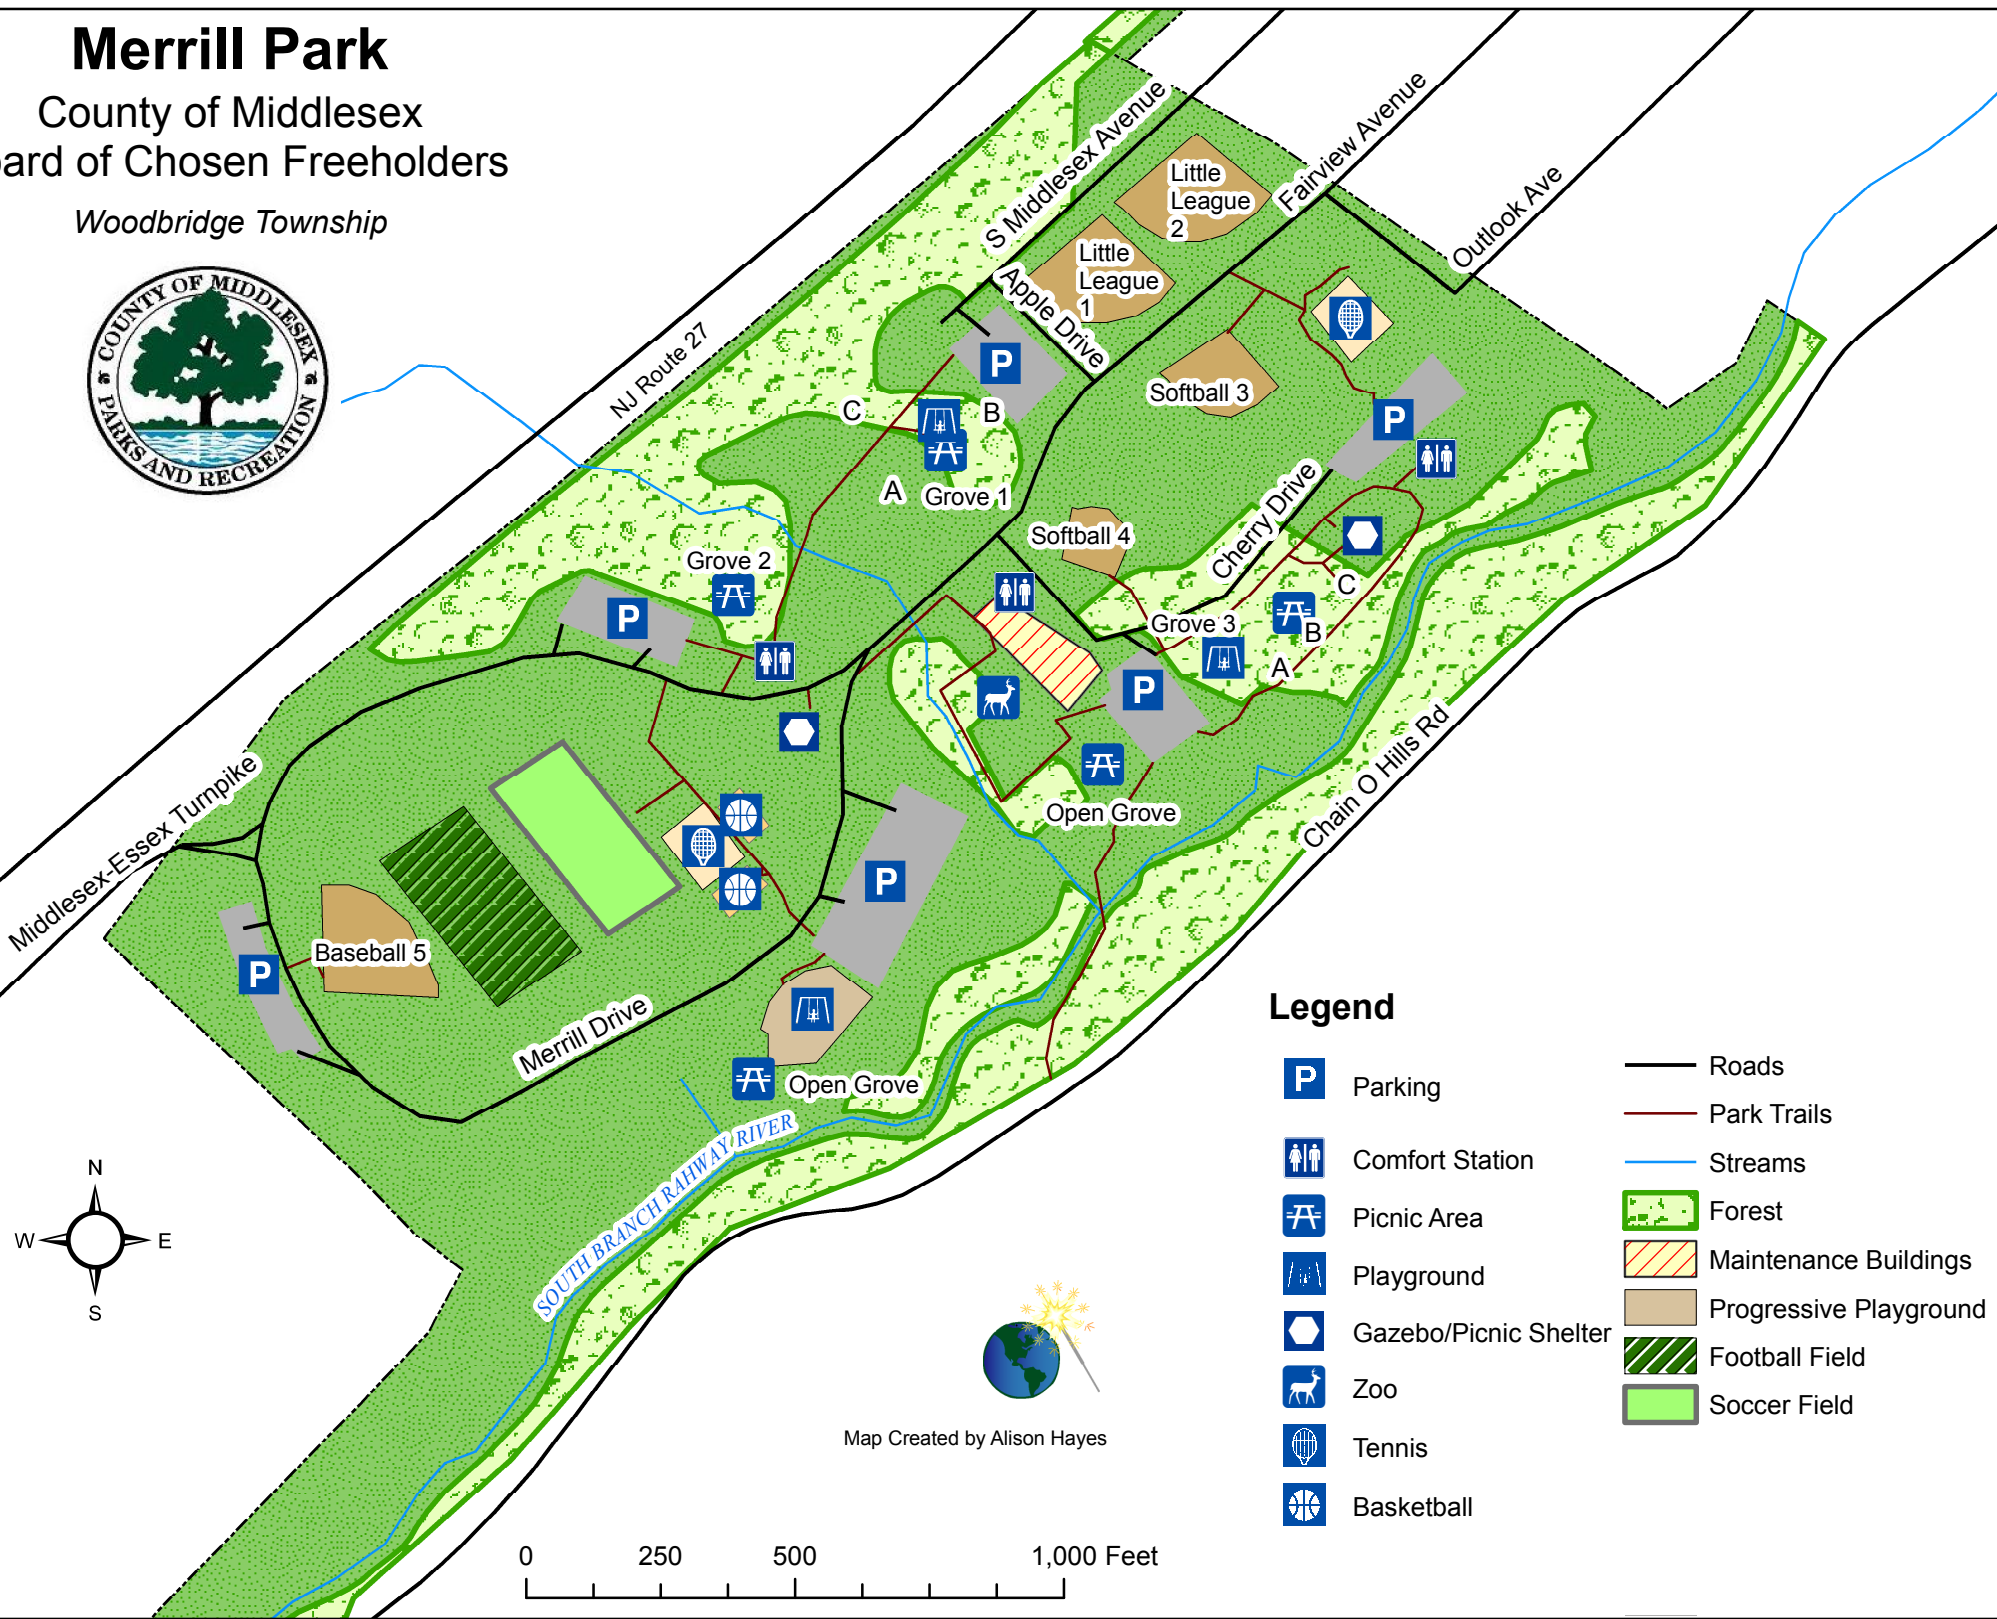 Merrill Park
County of Middlesex
ard of Chosen Freeholders
Woodbridge Township
COUNTY OF MIDDLESEX
PARKS AND RECREATION
NJ Route 27
S Middlesex Avenue
Fairview Avenue
Outlook Ave
Little
League
2
Little
League
1
Apple Drive
P
C
B
A
Grove 1
Softball 3
P
Softball 4
Cherry Drive
Grove 2
P
C
Grove 3
B
A
P
Open Grove
Chain O Hills Rd
Middlesex-Essex Turnpike
P
Baseball 5
P
Merrill Drive
Open Grove
SOUTH BRANCH RAHWAY RIVER
N
W
E
S
Map Created by Alison Hayes
0 250 500 1,000 Feet
Legend
P Parking
Comfort Station
Picnic Area
Playground
Gazebo/Picnic Shelter
Zoo
Tennis
Basketball
Roads
Park Trails
Streams
Forest
Maintenance Buildings
Progressive Playground
Football Field
Soccer Field